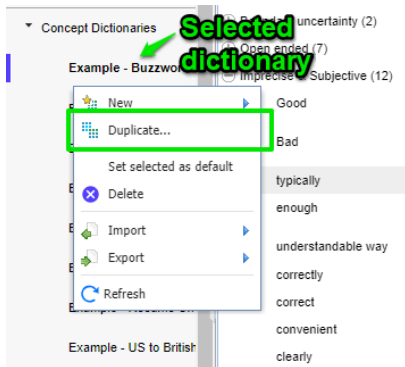 Concept Dictionaries
Selected
dictionary
Example - Buzzwor
New
Duplicate...
Set selected as default
Delete
Import
Export
Refresh
Example - US to British
uncertainty (2)
Open ended (7)
Imprecise - Subjective (12)
Good
Bad
typically
enough
understandable way
correctly
correct
convenient
clearly